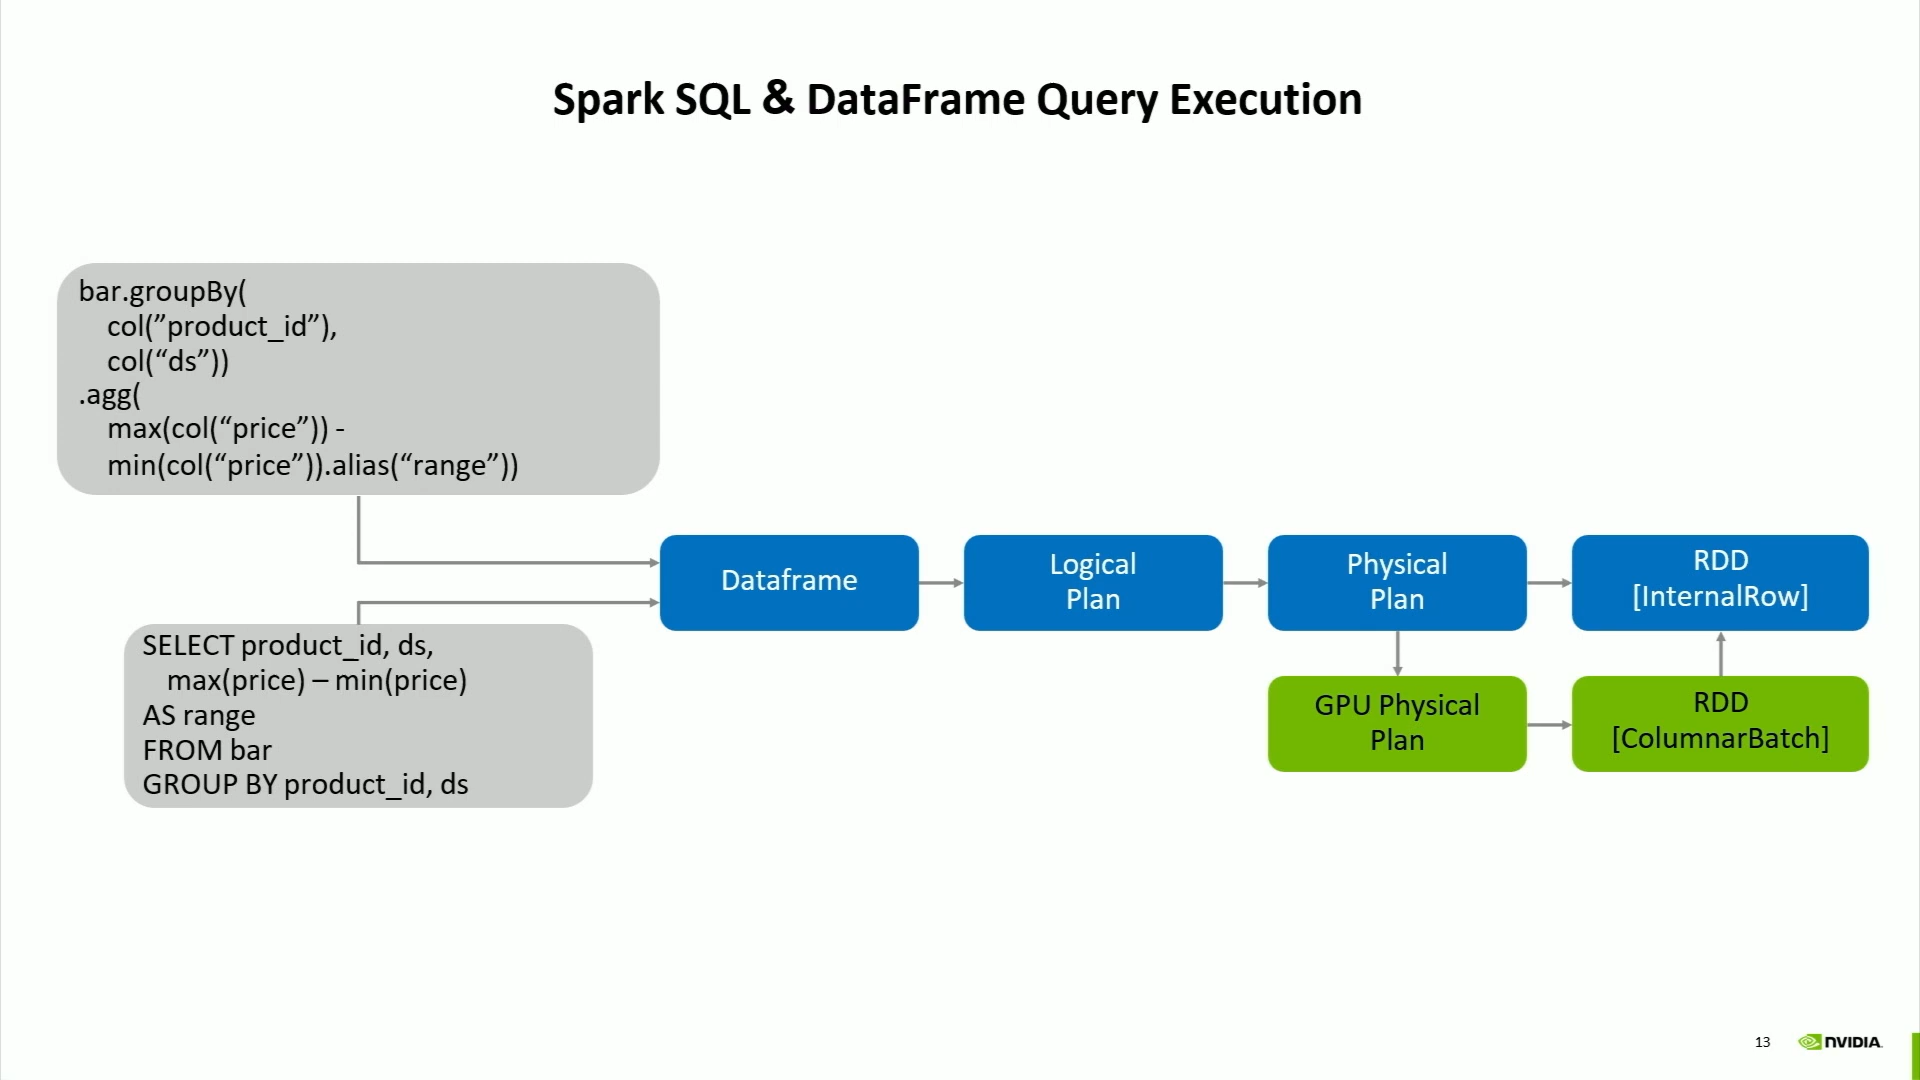 Spark SQL & DataFrame Query Execution
bar.groupBy(
col(”product_id”),
col(“ds”))
.agg(
max(col(“price”)) -
min(col(“price”)).alias(“range”))
SELECT product_id, ds,
max(price) – min(price)
AS range
FROM bar
GROUP BY product_id, ds
Dataframe
Logical
Plan
Physical
Plan
RDD
[InternalRow]
GPU Physical
Plan
RDD
[ColumnarBatch]
13
NVIDIA.